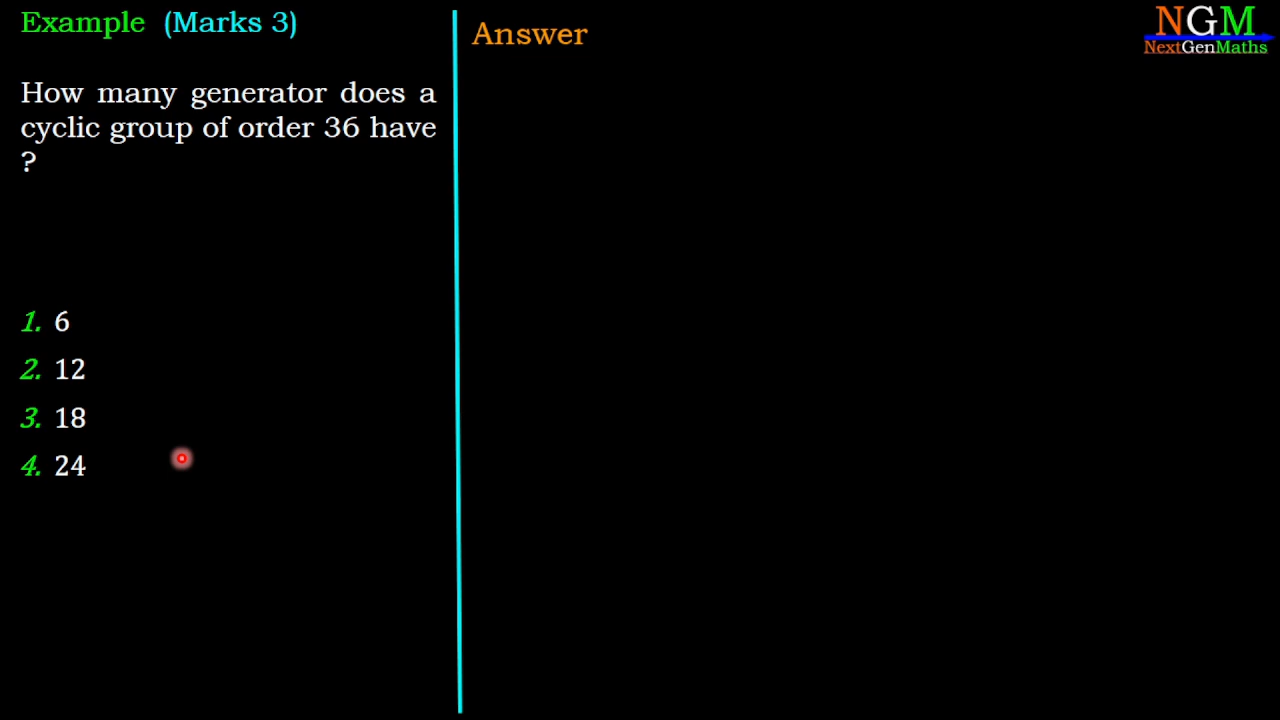 Example (Marks 3)
How many generator does a
cyclic group of order 36 have
?
1. 6
2. 12
3. 18
4. 24
Answer
NGM
NextGenMaths